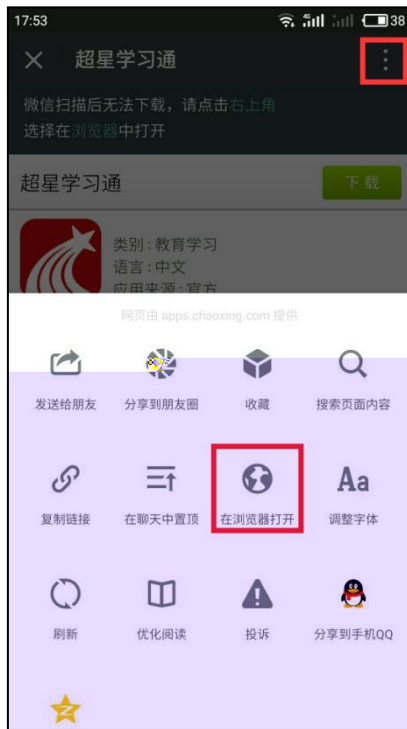 17:53
4G
38
超星学习通
微信扫描后无法下载，请点击右上角
选择在浏览器中打开
超星学习通
下 载
类别：教育学习
语言：中文
应用来源：官方
网页由 apps.chaoxing.com 提供
发送给朋友
分享到朋友圈
收藏
搜索页面内容
Aa
复制链接
在聊天中置顶
在浏览器打开
调整字体
刷新
优化阅读
投诉
分享到手机QQ